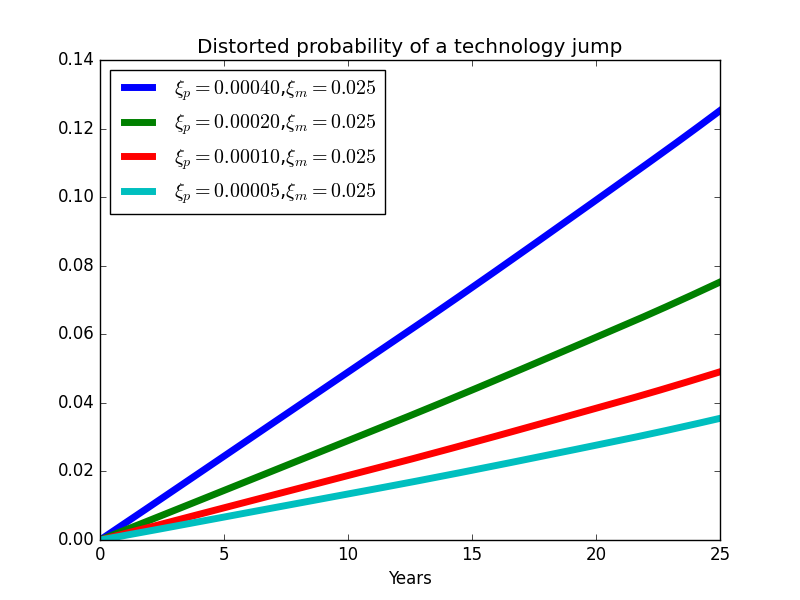 Distorted probability of a technology jump
0.14
0.12
0.10
0.08
0.06
0.04
0.02
0.00
ξₚ = 0.00040,ξₘ = 0.025
ξₚ = 0.00020,ξₘ = 0.025
ξₚ = 0.00010,ξₘ = 0.025
ξₚ = 0.00005,ξₘ = 0.025
0 5 10 15 20 25
Years